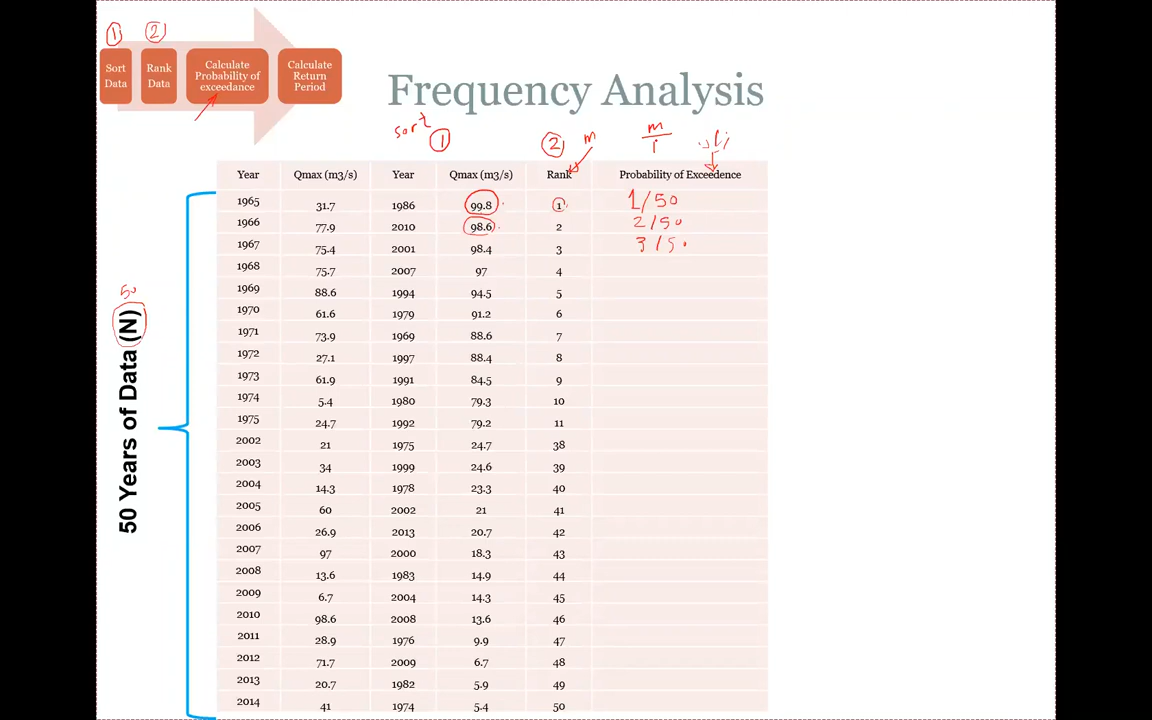 ① ②
Sort Data
Rank Data
Calculate Probability of exceedance
Calculate Return Period
Frequency Analysis
sort ① ② m m
Year Qmax (m3/s) Year Qmax (m3/s) Rank Probability of Exceedence
1965 31.7 1986 99.8 1 1/50
1966 77.9 2010 98.6 2 2/50
1967 75.4 2001 98.4 3 3/50
1968 75.7 2007 97 4
1969 88.6 1994 94.5 5
1970 61.6 1979 91.2 6
1971 73.9 1969 88.6 7
1972 27.1 1997 88.4 8
1973 61.9 1991 84.5 9
1974 5.4 1980 79.3 10
1975 24.7 1992 79.2 11
2002 21 1975 24.7 38
2003 34 1999 24.6 39
2004 14.3 1978 23.3 40
2005 60 2002 21 41
2006 26.9 2013 20.7 42
2007 97 2000 18.3 43
2008 13.6 1983 14.9 44
2009 6.7 2004 14.3 45
2010 98.6 2008 13.6 46
2011 28.9 1976 9.9 47
2012 71.7 2009 6.7 48
2013 20.7 1982 5.9 49
2014 41 1974 5.4 50
50
50 Years of Data (N)